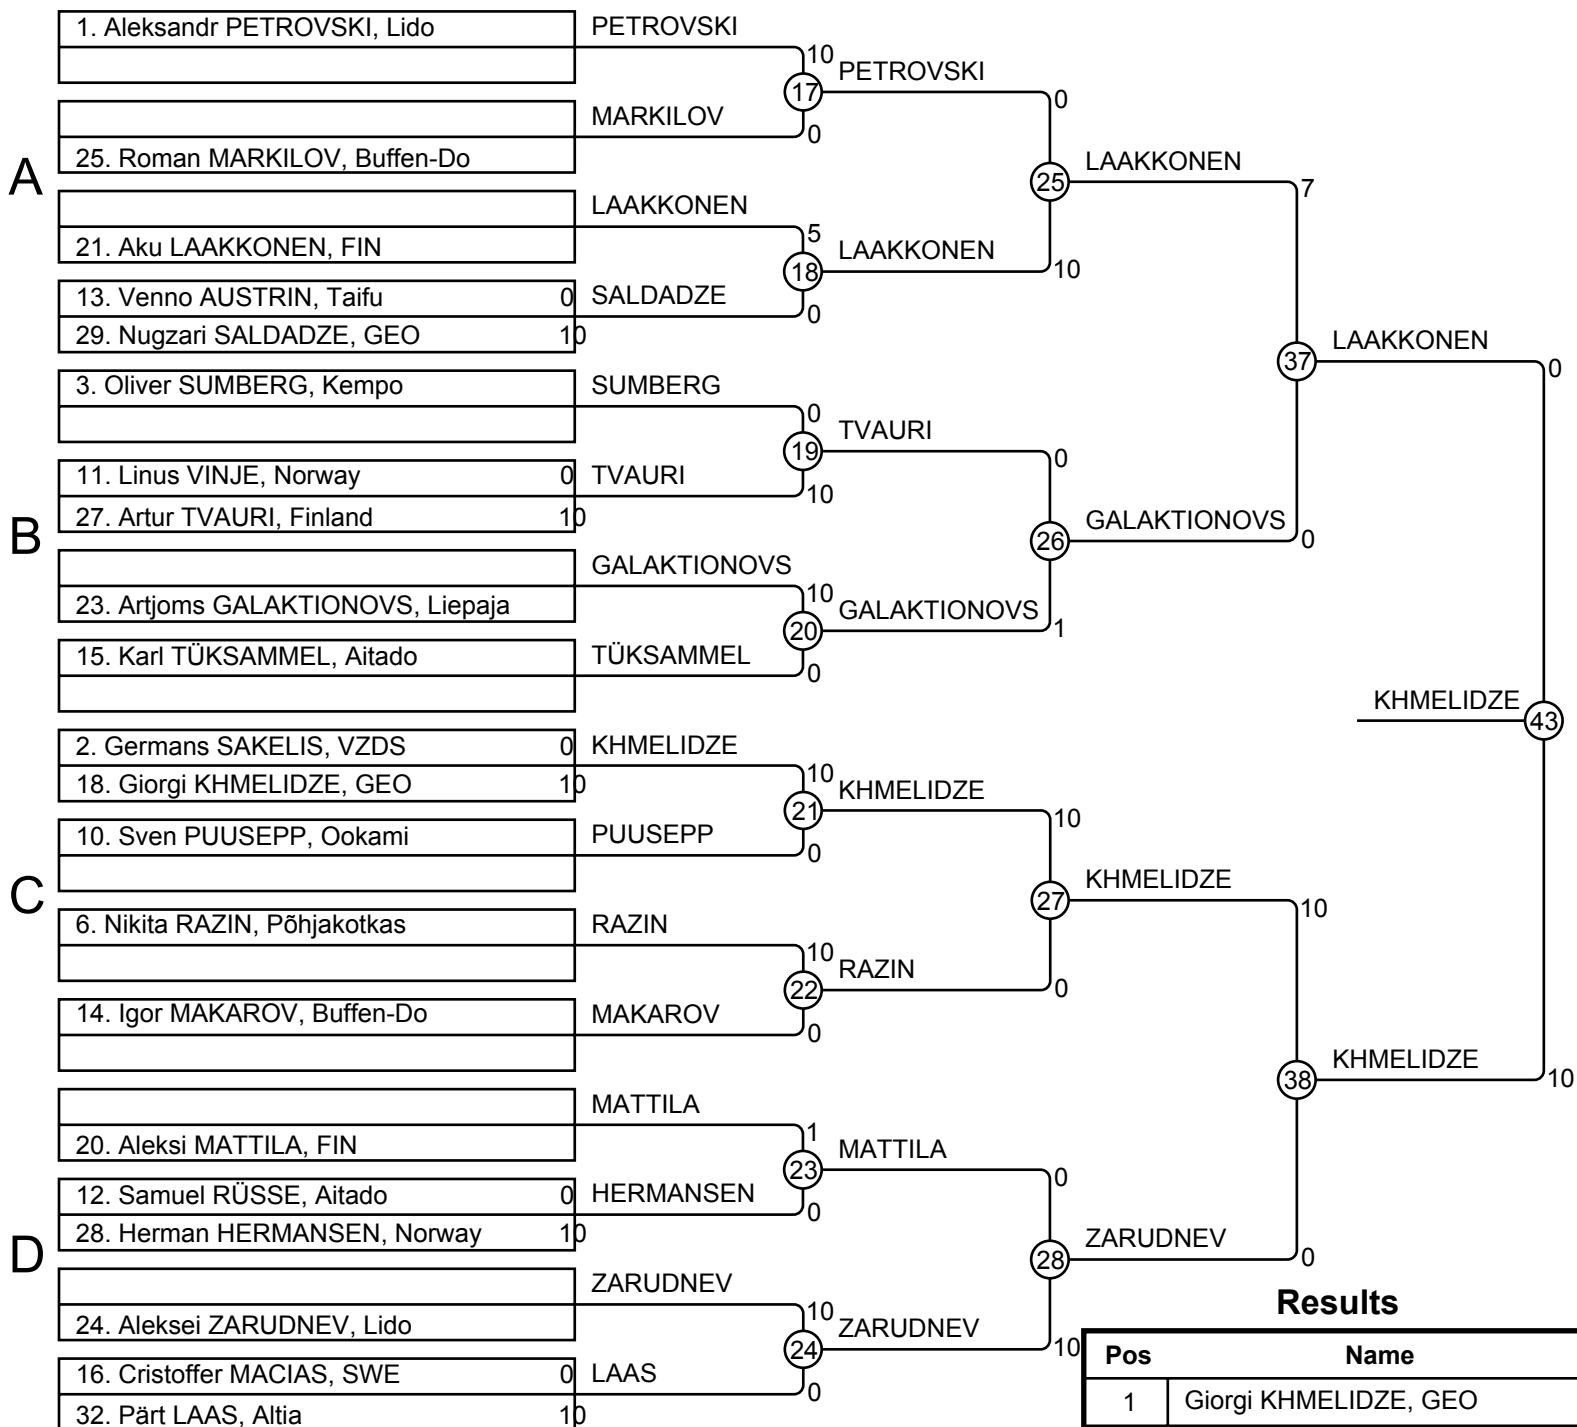 1. Aleksandr PETROVSKI, Lido
PETROVSKI
10
17
PETROVSKI
0
MARKILOV
0
25. Roman MARKILOV, Buffen-Do
A
25
LAAKKONEN
7
LAAKKONEN
5
21. Aku LAAKKONEN, FIN
18
LAAKKONEN
10
13. Venno AUSTRIN, Taifu 0
SALDADZE
0
29. Nugzari SALDADZE, GEO 10
37
LAAKKONEN
0
3. Oliver SUMBERG, Kempo
SUMBERG
0
19
TVAURI
0
11. Linus VINJE, Norway 0
TVAURI
10
27. Artur TVAURI, Finland 10
B
26
GALAKTIONOVS
0
GALAKTIONOVS
10
23. Artjoms GALAKTIONOVS, Liepaja
20
GALAKTIONOVS
1
15. Karl TÜKSAMMEL, Aitado
TÜKSAMMEL
0
KHMELIDZE
43
2. Germans SAKELIS, VZDS 0
KHMELIDZE
10
18. Giorgi KHMELIDZE, GEO 10
21
KHMELIDZE
10
10. Sven PUUSEPP, Ookami
PUUSEPP
0
C
27
KHMELIDZE
10
6. Nikita RAZIN, Põhjakotkas
RAZIN
10
22
RAZIN
0
14. Igor MAKAROV, Buffen-Do
MAKAROV
0
38
KHMELIDZE
10
MATTILA
1
20. Aleksi MATTILA, FIN
23
MATTILA
0
12. Samuel RÜSSE, Aitado 0
HERMANSEN
0
28. Herman HERMANSEN, Norway 10
D
28
ZARUDNEV
0
ZARUDNEV
10
24. Aleksei ZARUDNEV, Lido
24
ZARUDNEV
10
16. Cristoffer MACIAS, SWE 0
LAAS
0
32. Pärt LAAS, Altia 10
Results
Pos Name
1 Giorgi KHMELIDZE, GEO